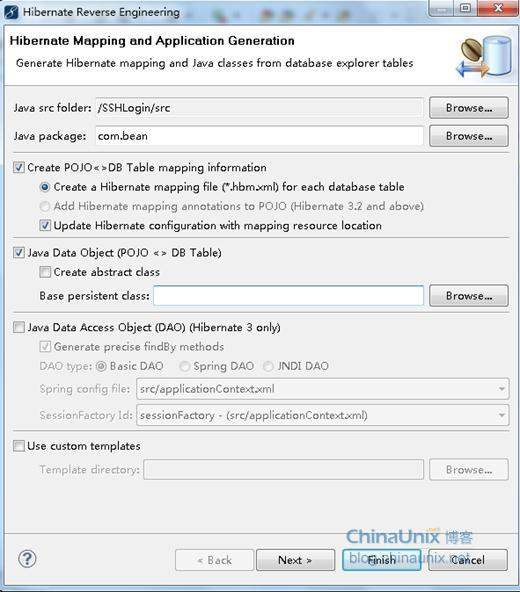 Hibernate Reverse Engineering
Hibernate Mapping and Application Generation
Generate Hibernate mapping and Java classes from database explorer tables
Java src folder: /SSHLogin/src Browse...
Java package: com.bean Browse...
Create POJO<>DB Table mapping information
Create a Hibernate mapping file (*.hbm.xml) for each database table
Add Hibernate mapping annotations to POJO (Hibernate 3.2 and above)
Update Hibernate configuration with mapping resource location
Java Data Object (POJO <> DB Table)
Create abstract class
Base persistent class: Browse...
Java Data Access Object (DAO) (Hibernate 3 only)
Generate precise findBy methods
DAO type: Basic DAO Spring DAO JNDI DAO
Spring config file: src/applicationContext.xml
SessionFactory Id: sessionFactory - (src/applicationContext.xml)
Use custom templates
Template directory: Browse...
ChinaUnix.net 博客
< Back Next > Finish Cancel
blog.chinaunix.net